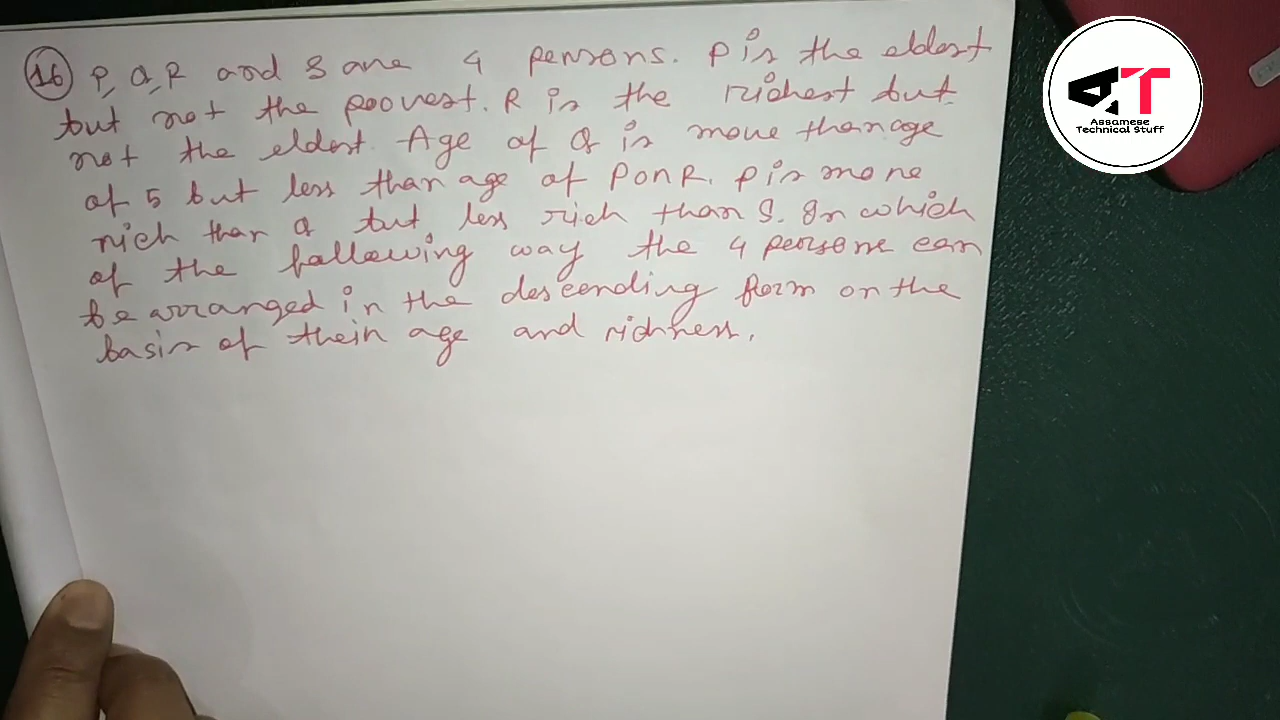 16 P, Q, R and S are 4 persons. P is the eldest
but not the poorest. R is the richest but
not the eldest. Age of Q is more than age
of S but less than age of P or R. P is more
rich than Q but less rich than S. In which
of the following way the 4 persons can
be arranged in the descending form on the
basis of their age and richness.
AT
Assamese
Technical Stuff